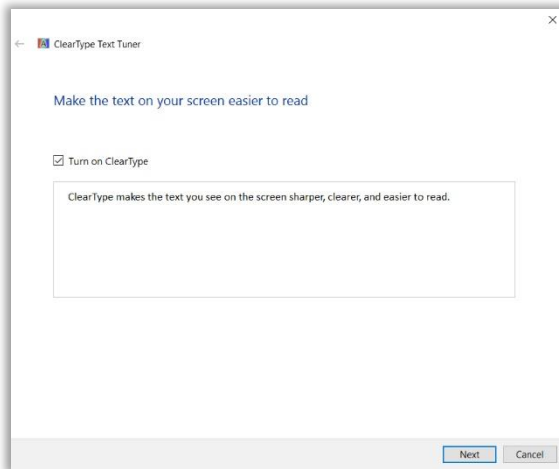 ClearType Text Tuner
Make the text on your screen easier to read
Turn on ClearType
ClearType makes the text you see on the screen sharper, clearer, and easier to read.
Next
Cancel